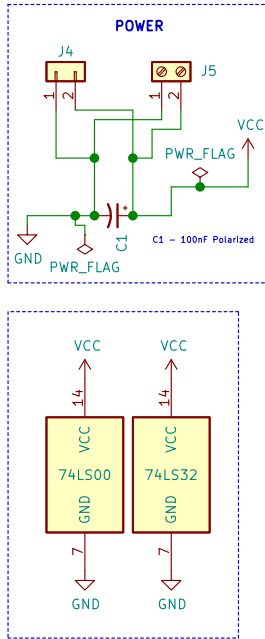 POWER
J4
J5
1
2
1
2
VCC
PWR_FLAG
+
C1
C1 - 100nF Polarized
GND
PWR_FLAG
VCC
VCC
14
14
VCC
VCC
74LS00
74LS32
GND
GND
7
7
GND
GND